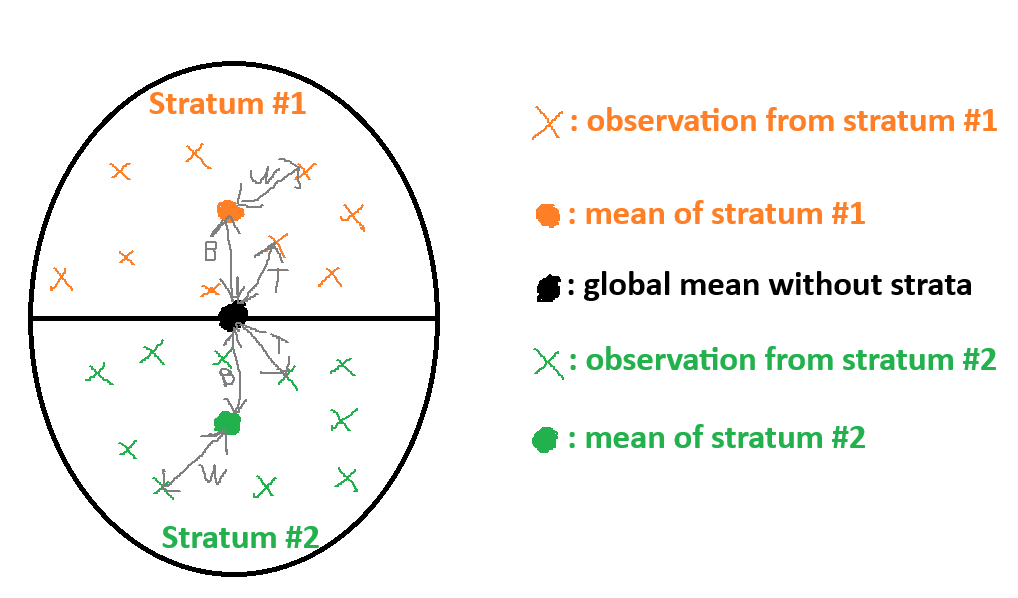 Stratum #1
W
B
T
T
B
W
Stratum #2
: observation from stratum #1
: mean of stratum #1
: global mean without strata
: observation from stratum #2
: mean of stratum #2